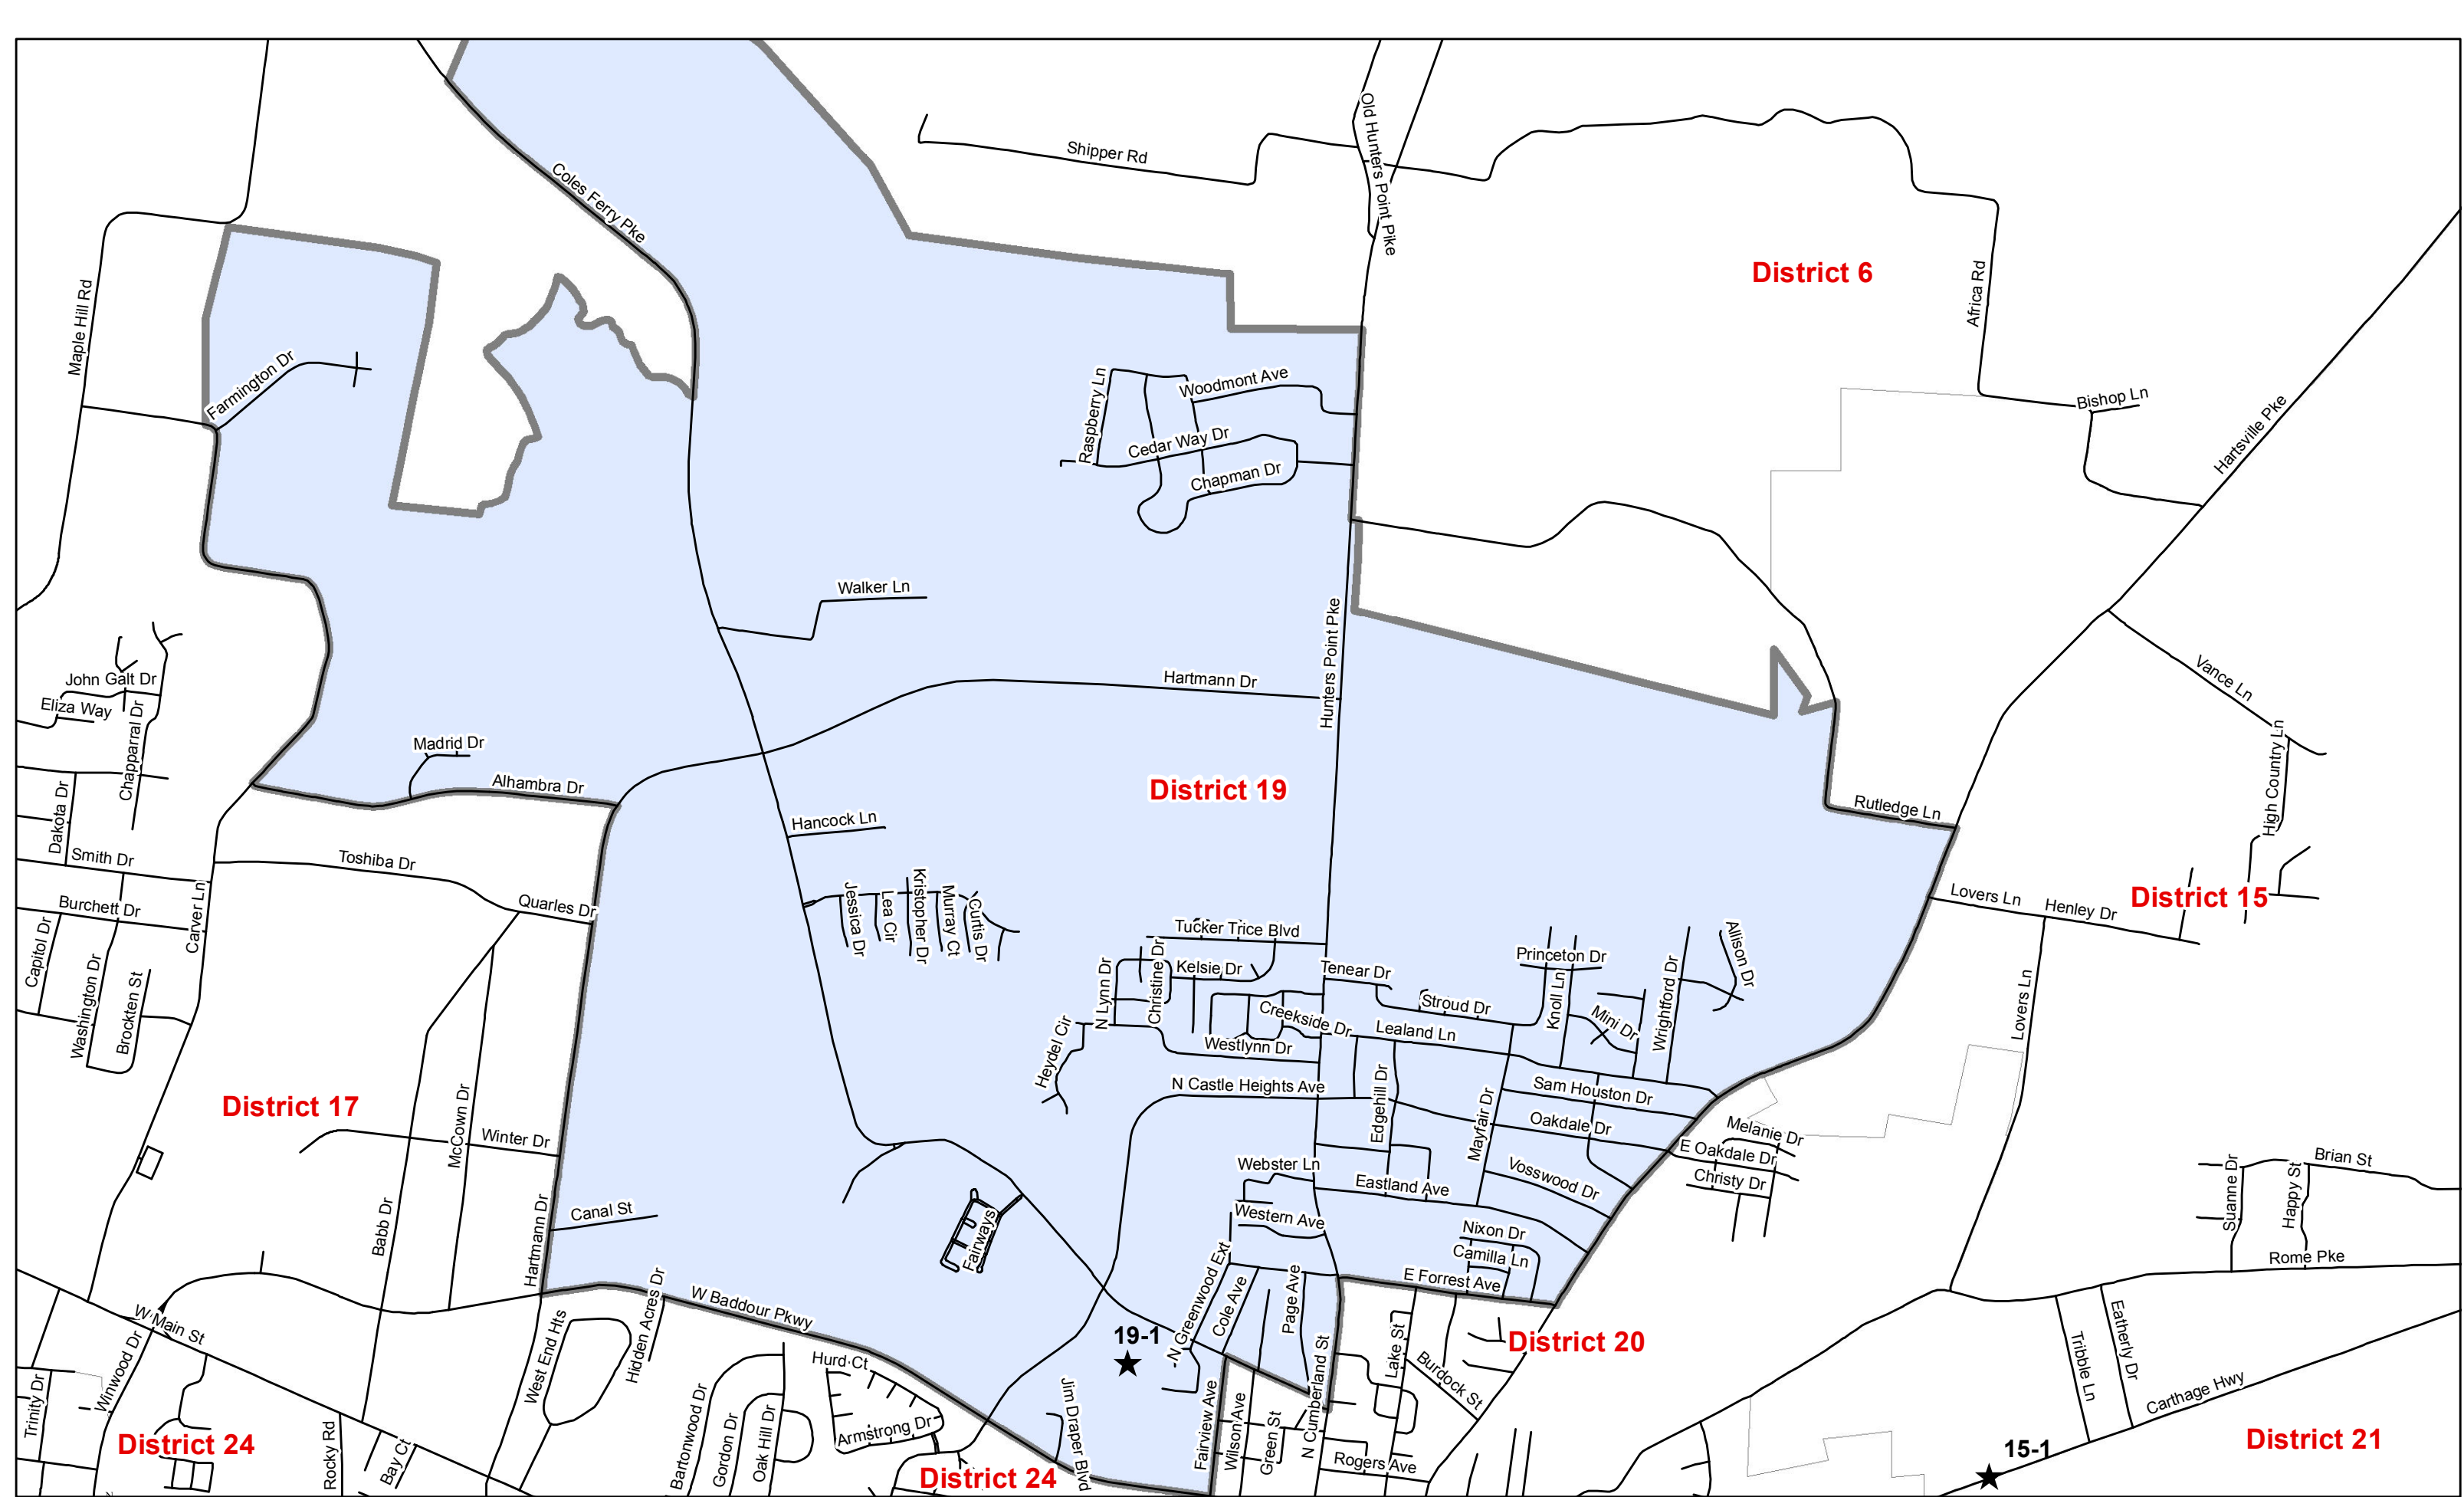 Old Hunters Point Pike
Shipper Rd
Coles Ferry Pke
District 6
Africa Rd
Maple Hill Rd
Farmington Dr
Raspberry Ln
Woodmont Ave
Cedar Way Dr
Chapman Dr
Bishop Ln
Hartsville Pke
Walker Ln
Hunters Point Pke
Hartmann Dr
John Galt Dr
Eliza Way
Chapparral Dr
Vance Ln
High Country Ln
Madrid Dr
Alhambra Dr
District 19
Dakota Dr
Hancock Ln
Rutledge Ln
Smith Dr
Toshiba Dr
Quarles Dr
Burchett Dr
Carver Ln
Capitol Dr
Washington Dr
Brockten St
Jessica Dr
Lea Cir
Kristopher Dr
Murray Ct
Curtis Dr
Lovers Ln
Henley Dr
District 15
Lovers Ln
Tucker Trice Blvd
N Lynn Dr
Christine Dr
Kelsie Dr
Tenear Dr
Stroud Dr
Princeton Dr
Knoll Ln
Mini Dr
Wrightford Dr
Allison Dr
Creekside Dr
Lealand Ln
Westlynn Dr
Heydel Cir
N Castle Heights Ave
Edgehill Dr
Mayfair Dr
Sam Houston Dr
Oakdale Dr
Melanie Dr
E Oakdale Dr
Christy Dr
District 17
McCown Dr
Winter Dr
Babb Dr
Hartmann Dr
Canal St
Fairways
Webster Ln
Eastland Ave
Vosswood Dr
Western Ave
Nixon Dr
Camilla Ln
E Forrest Ave
Suanne Dr
Happy St
Brian St
Rome Pke
W Main St
Winwood Dr
West End Hts
Hidden Acres Dr
W Baddour Pkwy
19-1
N Greenwood Ext
Cole Ave
Page Ave
N Cumberland St
Lake St
Burdock St
District 20
Tribble Ln
Eatherly Dr
Carthage Hwy
Trinity Dr
District 24
Rocky Rd
Bay Ct
Bartonwood Dr
Gordon Dr
Oak Hill Dr
Hurd Ct
Armstrong Dr
District 24
Jim Draper Blvd
Fairview Ave
Wilson Ave
Green St
Rogers Ave
15-1
District 21